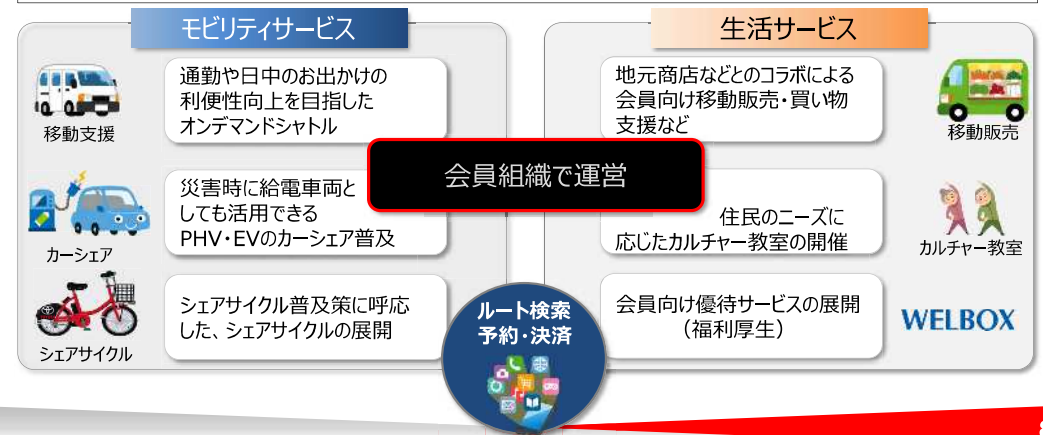 モビリティサービス
移動支援
通勤や日中のお出かけの
利便性向上を目指した
オンデマンドシャトル
カーシェア
災害時に給電車両と
しても活用できる
PHV・EVのカーシェア普及
シェアサイクル
シェアサイクル普及策に呼応
した、シェアサイクルの展開
会員組織で運営
ルート検索
予約・決済
生活サービス
地元商店などとのコラボによる
会員向け移動販売・買い物
支援など
移動販売
住民のニーズに
応じたカルチャー教室の開催
カルチャー教室
会員向け優待サービスの展開
（福利厚生）
WELBOX